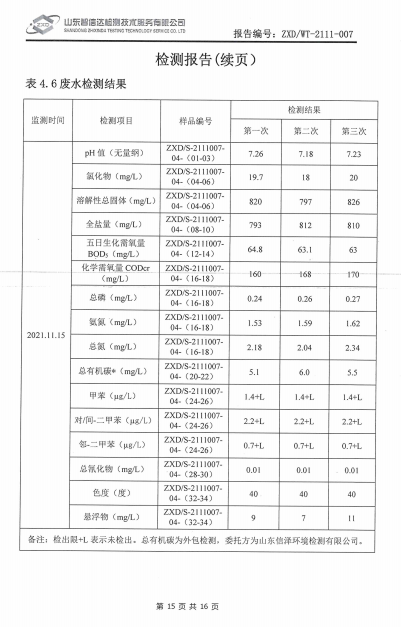 ZXD
山东智信达检测技术服务有限公司
SHANDONG ZHIXINDA TESTING TECHNOLOGY SERVICE CO. LTD
报告编号: ZXD/WT-2111-007
检测报告(续页)
表 4.6 废水检测结果
监测时间 检测项目 样品编号 检测结果
第一次 第二次 第三次
2021.11.15
pH 值(无量纲) ZXD/S-2111007-04-(01-03) 7.26 7.18 7.23
氯化物(mg/L) ZXD/S-2111007-04-(04-06) 19.7 18 20
溶解性总固体(mg/L) ZXD/S-2111007-04-(04-06) 820 797 826
全盐量(mg/L) ZXD/S-2111007-04-(08-10) 793 812 810
五日生化需氧量 BOD₅(mg/L) ZXD/S-2111007-04-(12-14) 64.8 63.1 63
化学需氧量 CODcr(mg/L) ZXD/S-2111007-04-(16-18) 160 168 170
总磷(mg/L) ZXD/S-2111007-04-(16-18) 0.24 0.26 0.27
氨氮(mg/L) ZXD/S-2111007-04-(16-18) 1.53 1.59 1.62
总氮(mg/L) ZXD/S-2111007-04-(16-18) 2.18 2.04 2.34
总有机碳*(mg/L) ZXD/S-2111007-04-(20-22) 5.1 6.0 5.5
甲苯(μg/L) ZXD/S-2111007-04-(24-26) 1.4+L 1.4+L 1.4+L
对/间-二甲苯(μg/L) ZXD/S-2111007-04-(24-26) 2.2+L 2.2+L 2.2+L
邻-二甲苯(μg/L) ZXD/S-2111007-04-(24-26) 0.7+L 0.7+L 0.7+L
总氰化物(mg/L) ZXD/S-2111007-04-(28-30) 0.01 0.01 0.01
色度(度) ZXD/S-2111007-04-(32-34) 40 40 40
悬浮物(mg/L) ZXD/S-2111007-04-(32-34) 9 7 11
备注:检出限+L 表示未检出。总有机碳为外包检测,委托方为山东信泽环境检测有限公司。
第 15 页 共 16 页